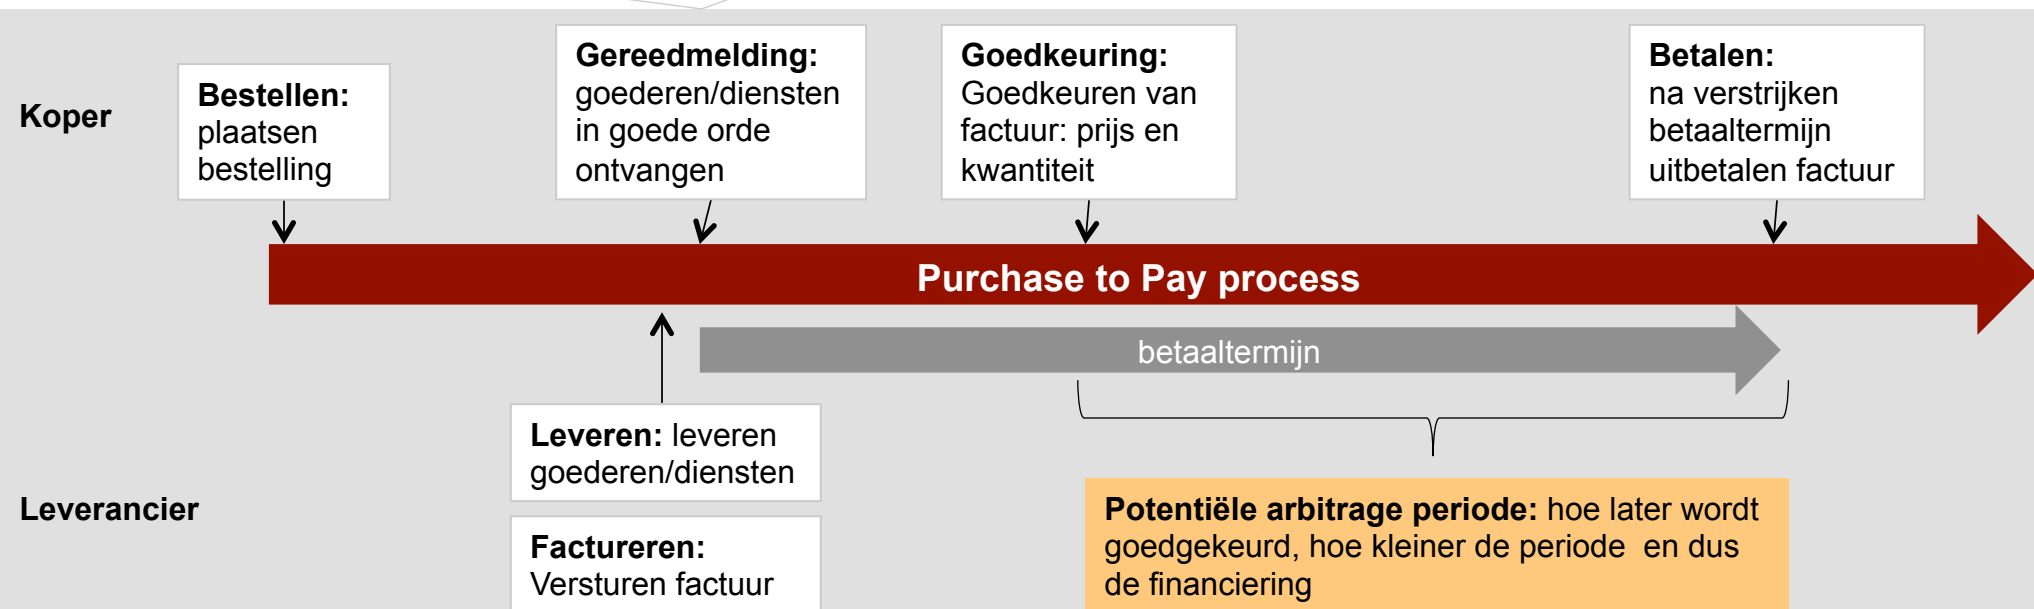 Koper
Bestellen:
plaatsen
bestelling
Gereedmelding:
goederen/diensten
in goede orde
ontvangen
Goedkeuring:
Goedkeuren van
factuur: prijs en
kwantiteit
Betalen:
na verstrijken
betaaltermijn
uitbetalen factuur
Purchase to Pay process
betaaltermijn
Leverancier
Leveren: leveren
goederen/diensten
Factureren:
Versturen factuur
Potentiële arbitrage periode: hoe later wordt
goedgekeurd, hoe kleiner de periode en dus
de financiering